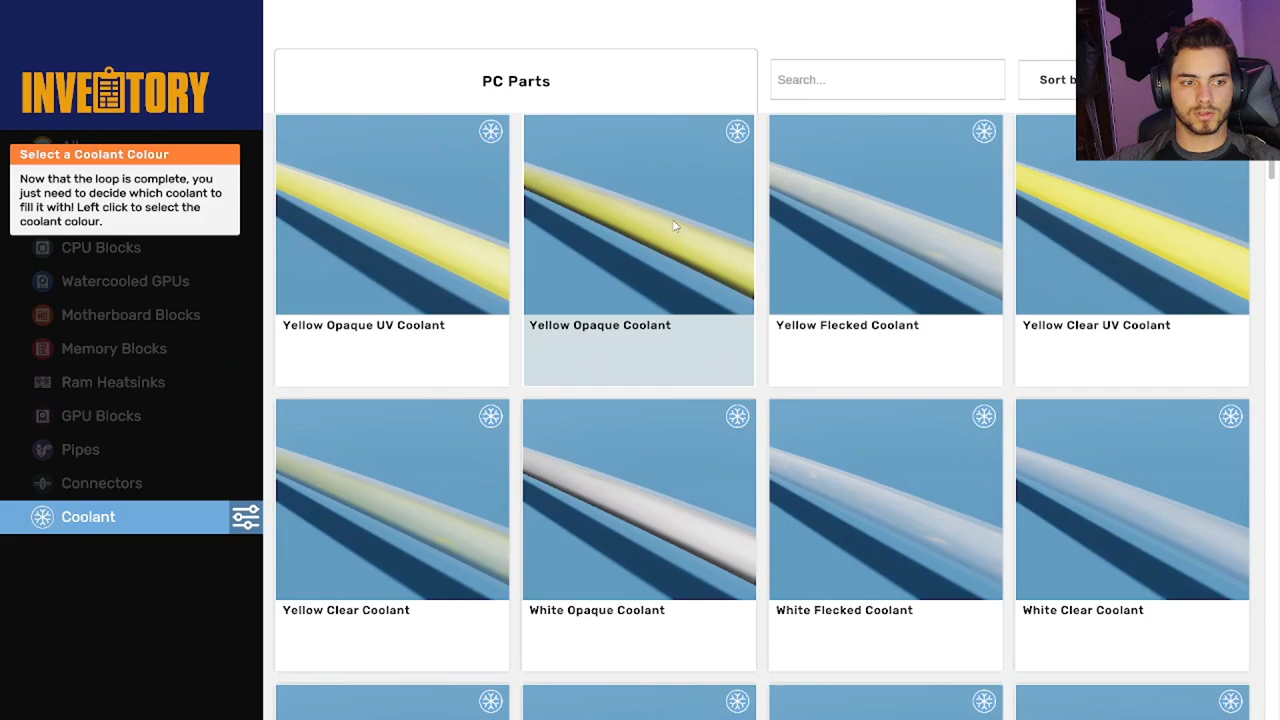 INVENTORY
PC Parts
Search...
Sort b
Select a Coolant Colour
Now that the loop is complete, you
just need to decide which coolant to
fill it with! Left click to select the
coolant colour.
CPU Blocks
Watercooled GPUs
Motherboard Blocks
Memory Blocks
Ram Heatsinks
GPU Blocks
Pipes
Connectors
Coolant
Yellow Opaque UV Coolant
Yellow Opaque Coolant
Yellow Flecked Coolant
Yellow Clear UV Coolant
Yellow Clear Coolant
White Opaque Coolant
White Flecked Coolant
White Clear Coolant